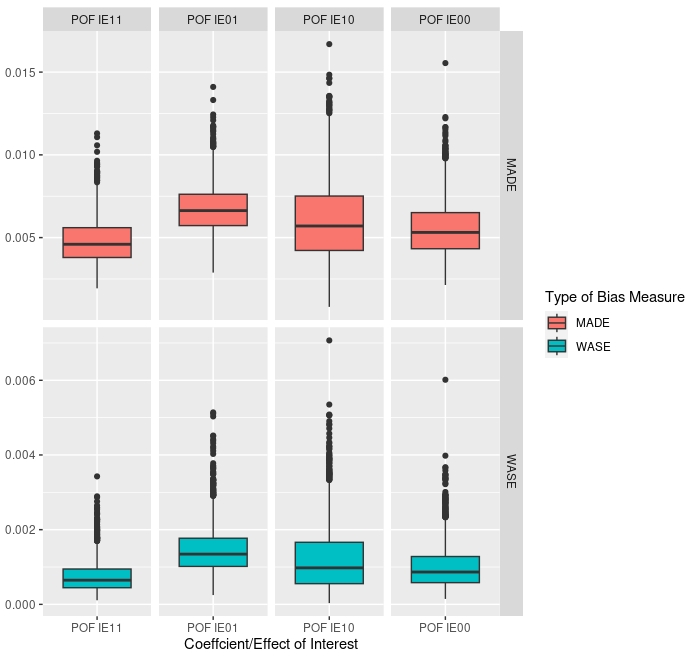 POF IE11 POF IE01 POF IE10 POF IE00
0.015
0.010
0.005
MADE
0.006
0.004
0.002
0.000
WASE
POF IE11 POF IE01 POF IE10 POF IE00
Coeffcient/Effect of Interest
Type of Bias Measure
MADE
WASE